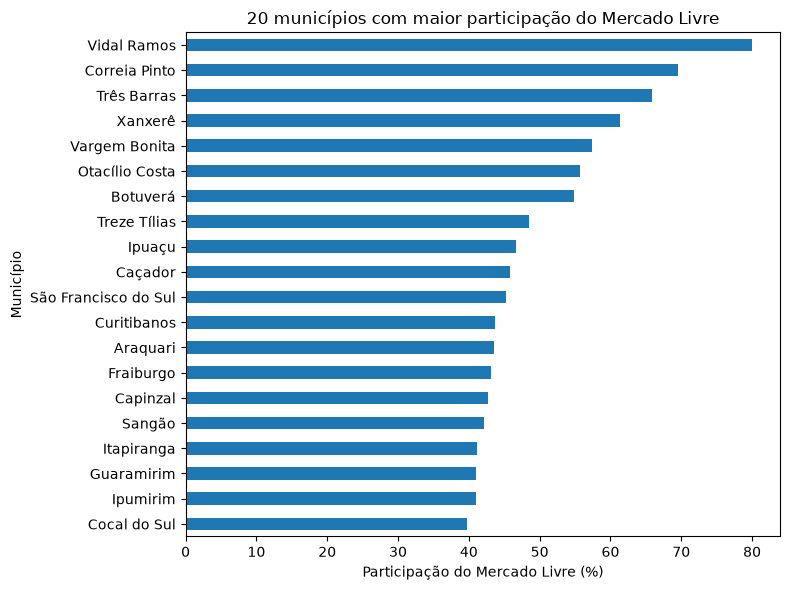 20 municípios com maior participação do Mercado Livre
Município
Vidal Ramos
Correia Pinto
Três Barras
Xanxerê
Vargem Bonita
Otacílio Costa
Botuverá
Treze Tílias
Ipuaçu
Caçador
São Francisco do Sul
Curitibanos
Araquari
Fraiburgo
Capinzal
Sangão
Itapiranga
Guaramirim
Ipumirim
Cocal do Sul
0 10 20 30 40 50 60 70 80
Participação do Mercado Livre (%)